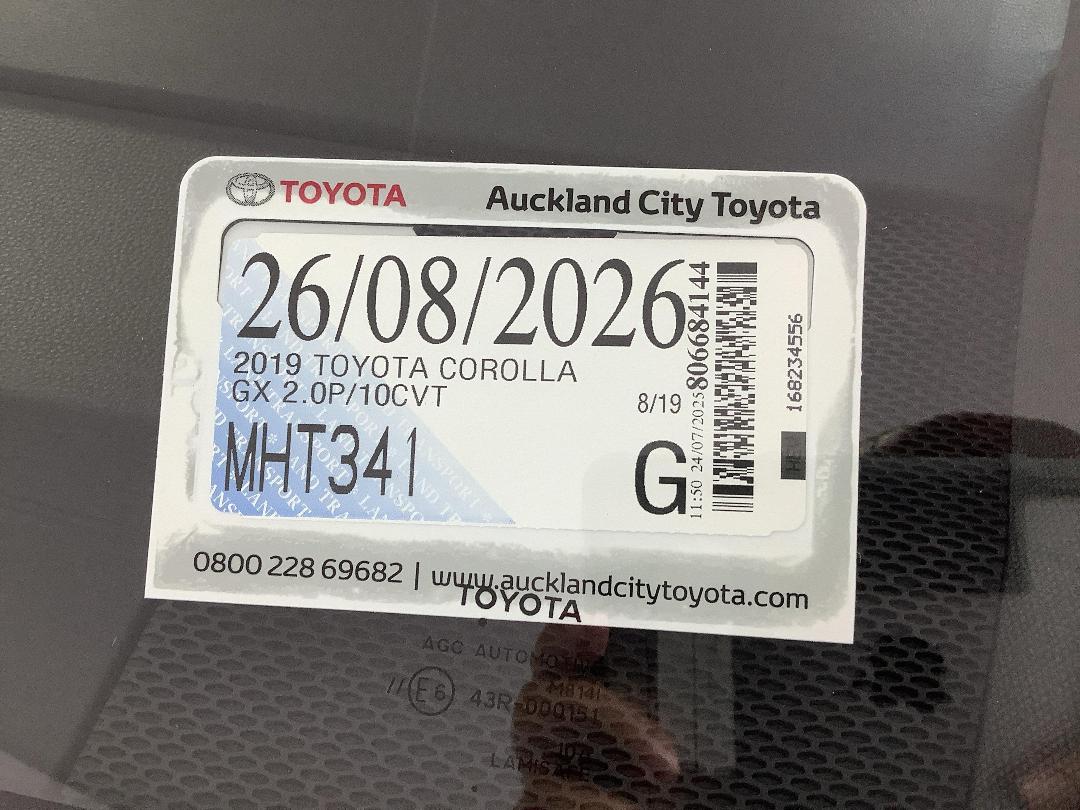 TOYOTA
Auckland City Toyota
26/08/2026
2019 TOYOTA COROLLA
GX 2.0P/10CVT
8/19
MHT341
G
11:50 24/07/2025 806684144
168234556
0800 228 69682 | www.aucklandcitytoyota.com
TOYOTA
AGC AUTOMOTIVE
E6 43R-000151
LAMISAFE